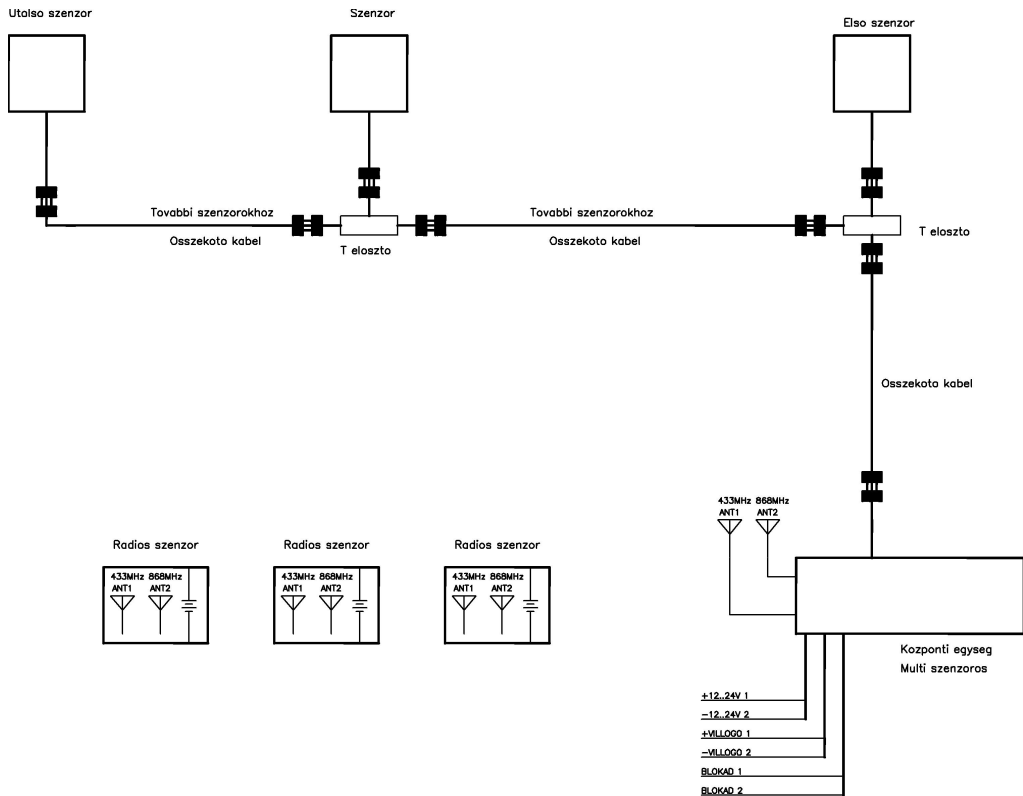 Utalso szenzor
Szenzor
Elso szenzor
Tovabbi szenzorokhoz
Osszekoto kabel
T eloszto
Tovabbi szenzorokhoz
Osszekoto kabel
T eloszto
Osszekoto kabel
433MHz 868MHz
ANT1 ANT2
Radios szenzor
433MHz 868MHz
ANT1 ANT2
Radios szenzor
433MHz 868MHz
ANT1 ANT2
Radios szenzor
433MHz 868MHz
ANT1 ANT2
Kozponti egyseg
Multi szenzoros
+12..24V 1
-12..24V 2
+VILLOGO 1
-VILLOGO 2
BLOKAD 1
BLOKAD 2